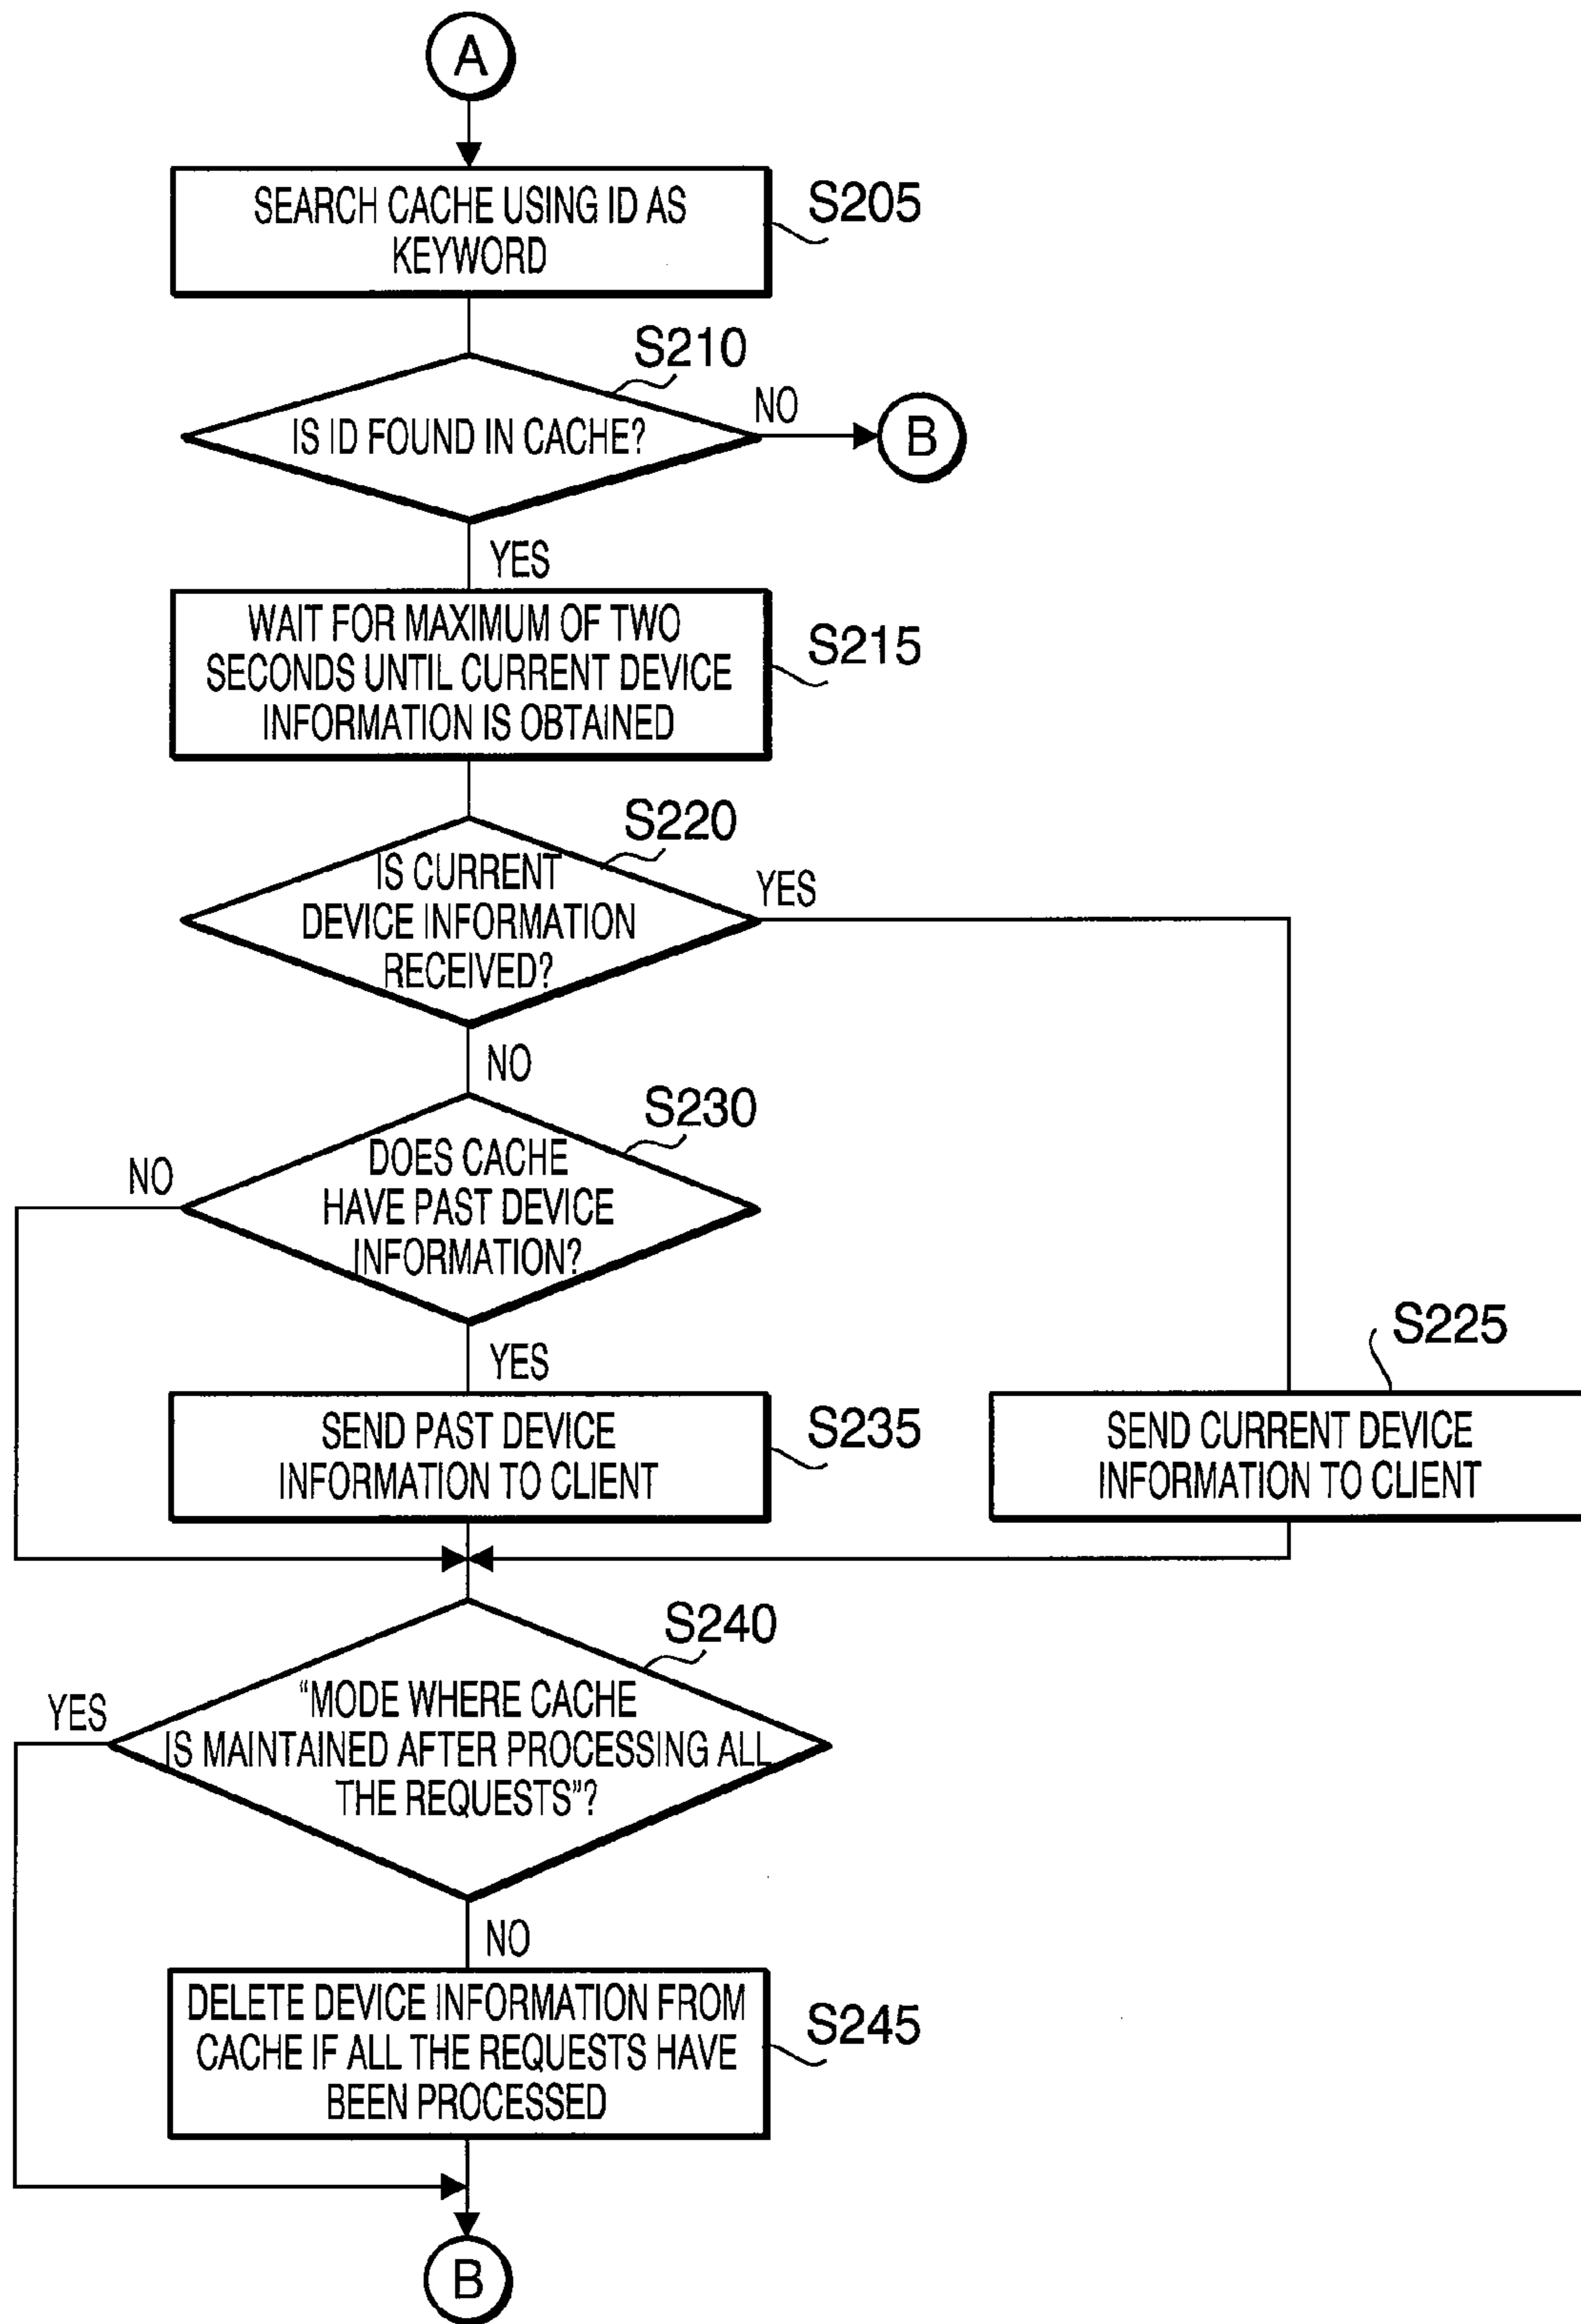 A
SEARCH CACHE USING ID AS
KEYWORD
S205
S210
IS ID FOUND IN CACHE?
NO
B
YES
WAIT FOR MAXIMUM OF TWO
SECONDS UNTIL CURRENT DEVICE
INFORMATION IS OBTAINED
S215
S220
IS CURRENT
DEVICE INFORMATION
RECEIVED?
YES
NO
S230
DOES CACHE
HAVE PAST DEVICE
INFORMATION?
NO
YES
S225
SEND PAST DEVICE
INFORMATION TO CLIENT
S235
SEND CURRENT DEVICE
INFORMATION TO CLIENT
S240
“MODE WHERE CACHE
IS MAINTAINED AFTER PROCESSING ALL
THE REQUESTS”?
YES
NO
DELETE DEVICE INFORMATION FROM
CACHE IF ALL THE REQUESTS HAVE
BEEN PROCESSED
S245
B